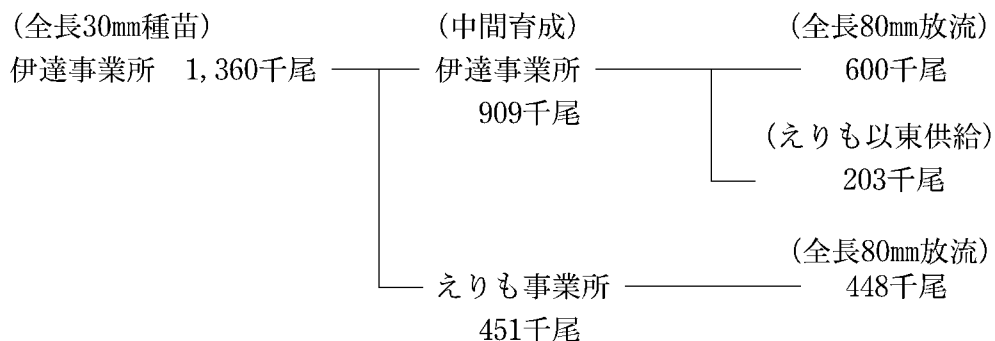 (全長30㎜種苗) (中間育成) (全長80㎜放流)
伊達事業所 1,360千尾 伊達事業所 600千尾
909千尾
(えりも以東供給)
203千尾
(全長80㎜放流)
えりも事業所 448千尾
451千尾